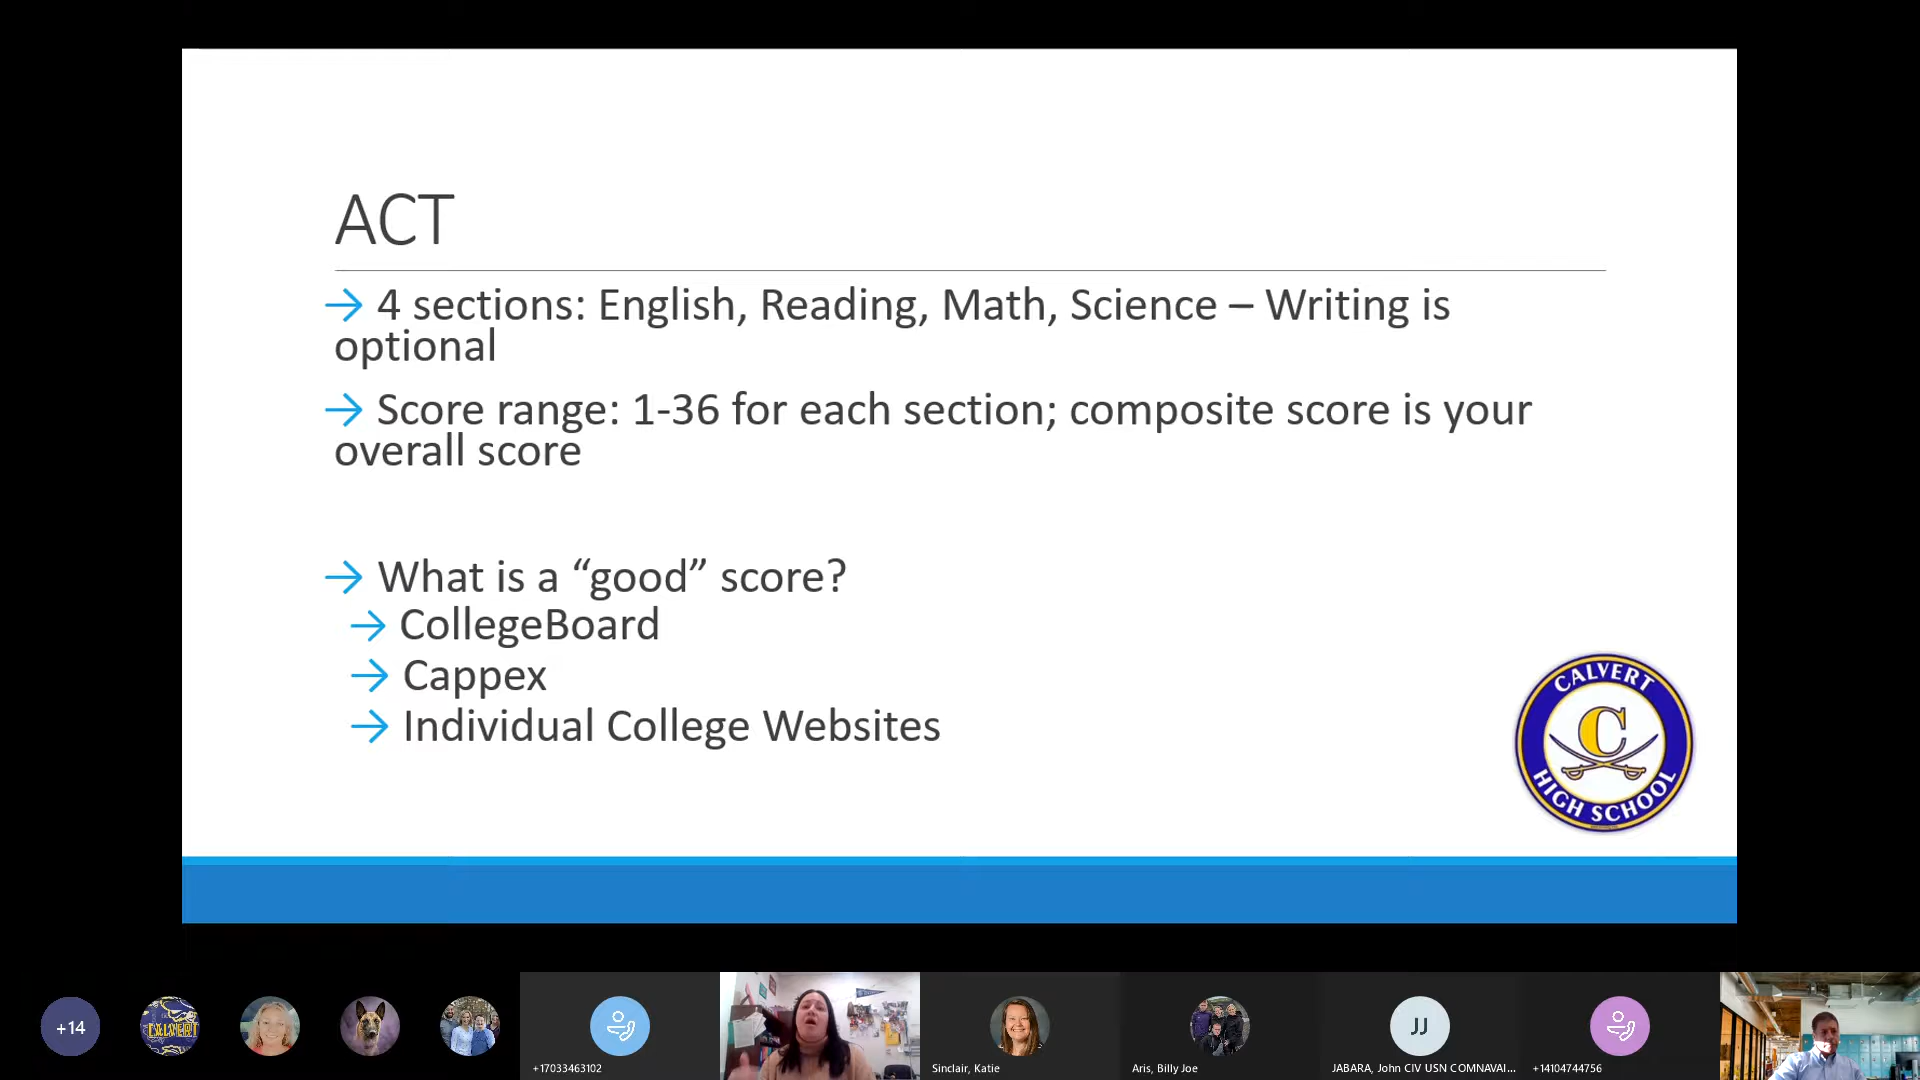 ACT
→ 4 sections: English, Reading, Math, Science – Writing is
optional
→ Score range: 1-36 for each section; composite score is your
overall score
→ What is a “good” score?
→ CollegeBoard
→ Cappex
→ Individual College Websites
CALVERT
C
HIGH SCHOOL
+14
CALVERT
+17033463102
Sinclair, Katie
Aris, Billy Joe
JJ
JABARA, John CIV USN COMNAVAI...
+14104744756